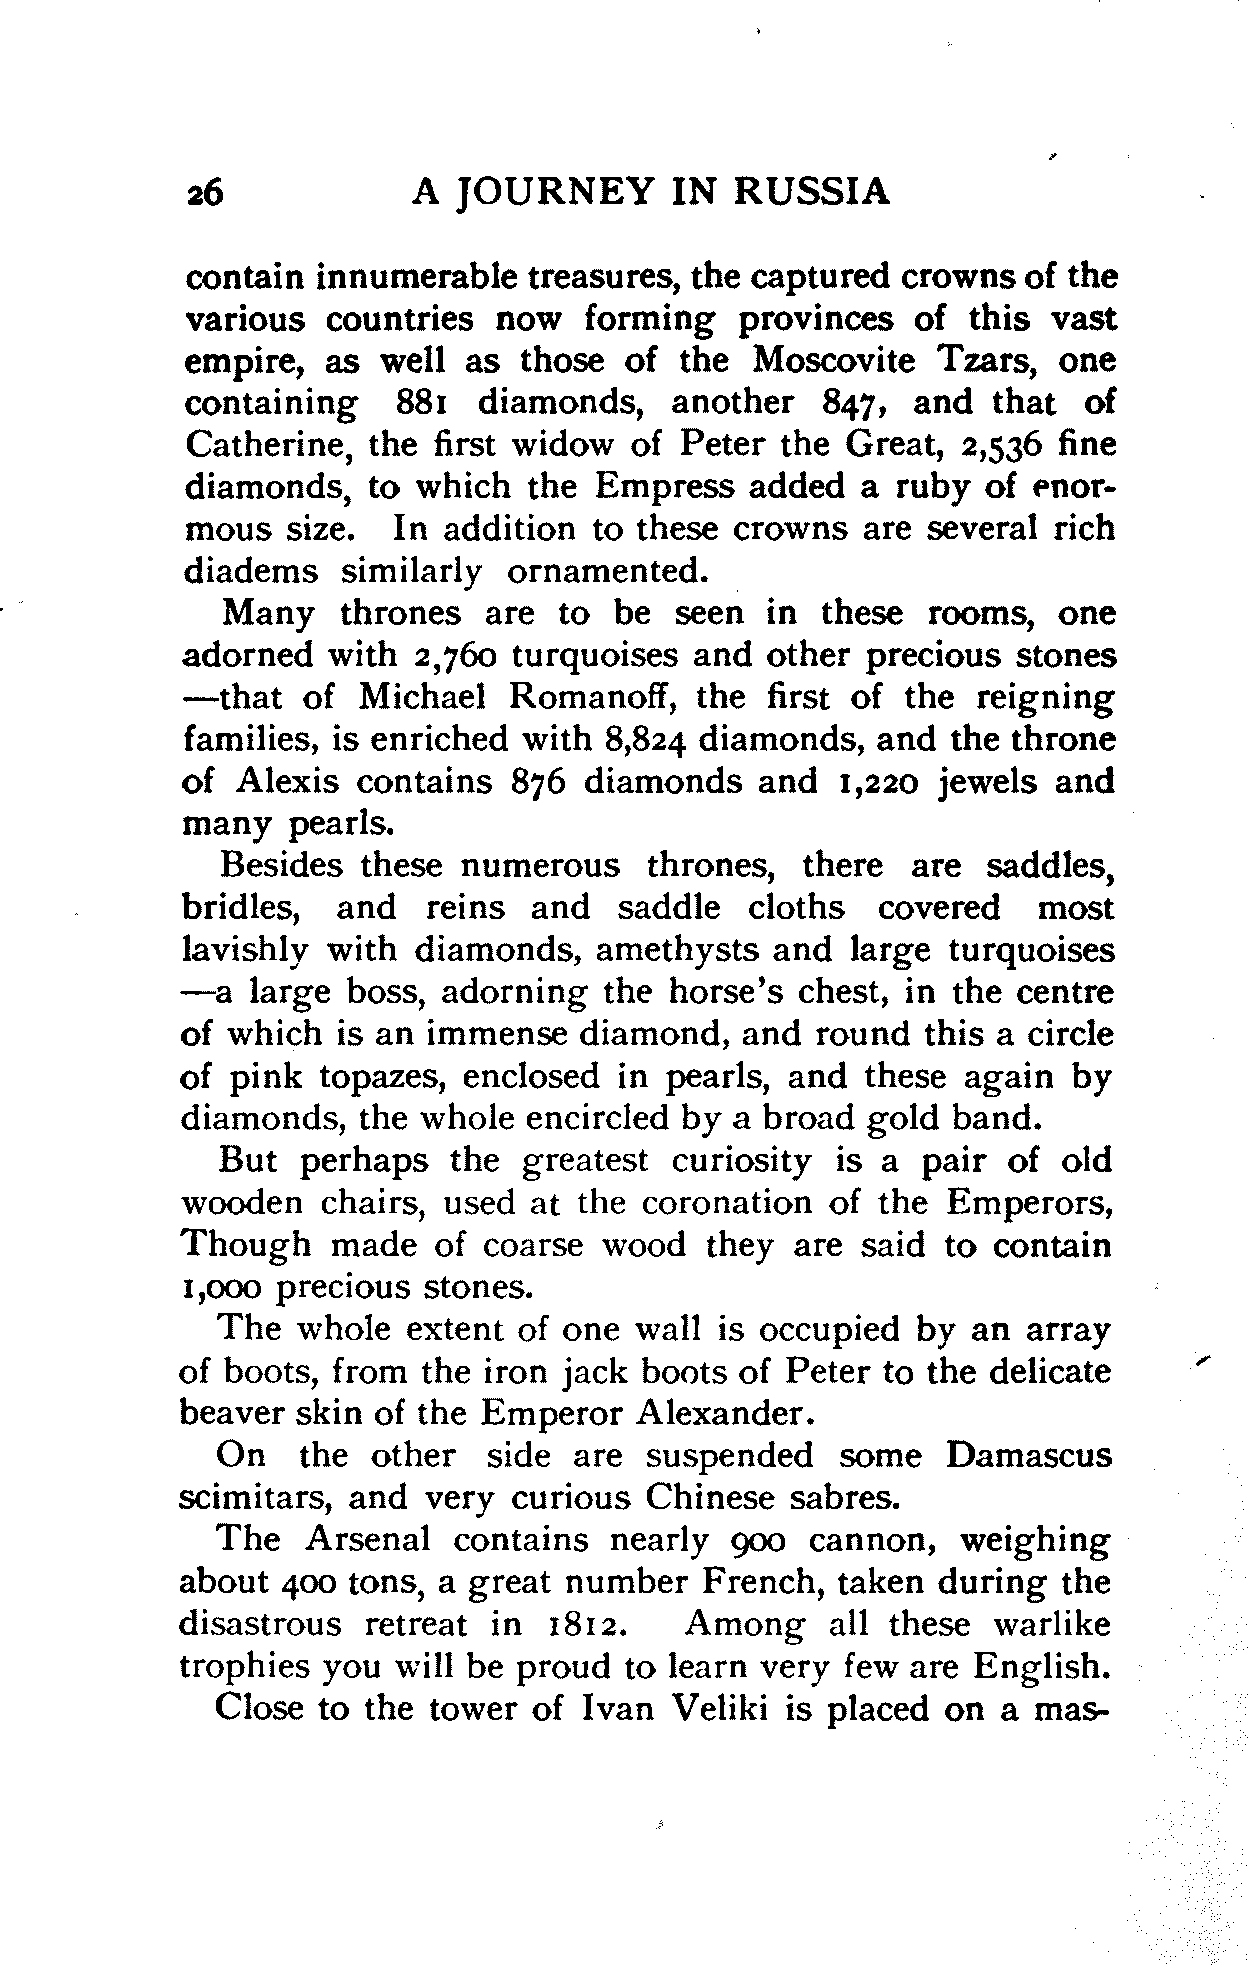 26 A JOURNEY IN RUSSIA
contain innumerable treasures, the captured crowns of the
various countries now forming provinces of this vast
empire, as well as those of the Moscovite Tzars, one
containing 881 diamonds, another 847, and that of
Catherine, the first widow of Peter the Great, 2,536 fine
diamonds, to which the Empress added a ruby of enor-
mous size. In addition to these crowns are several rich
diadems similarly ornamented.
Many thrones are to be seen in these rooms, one
adorned with 2,760 turquoises and other precious stones
—that of Michael Romanoff, the first of the reigning
families, is enriched with 8,824 diamonds, and the throne
of Alexis contains 876 diamonds and 1,220 jewels and
many pearls.
Besides these numerous thrones, there are saddles,
bridles, and reins and saddle cloths covered most
lavishly with diamonds, amethysts and large turquoises
—a large boss, adorning the horse's chest, in the centre
of which is an immense diamond, and round this a circle
of pink topazes, enclosed in pearls, and these again by
diamonds, the whole encircled by a broad gold band.
But perhaps the greatest curiosity is a pair of old
wooden chairs, used at the coronation of the Emperors,
Though made of coarse wood they are said to contain
1,000 precious stones.
The whole extent of one wall is occupied by an array
of boots, from the iron jack boots of Peter to the delicate
beaver skin of the Emperor Alexander.
On the other side are suspended some Damascus
scimitars, and very curious Chinese sabres.
The Arsenal contains nearly 900 cannon, weighing
about 400 tons, a great number French, taken during the
disastrous retreat in 1812. Among all these warlike
trophies you will be proud to learn very few are English.
Close to the tower of Ivan Veliki is placed on a mas-